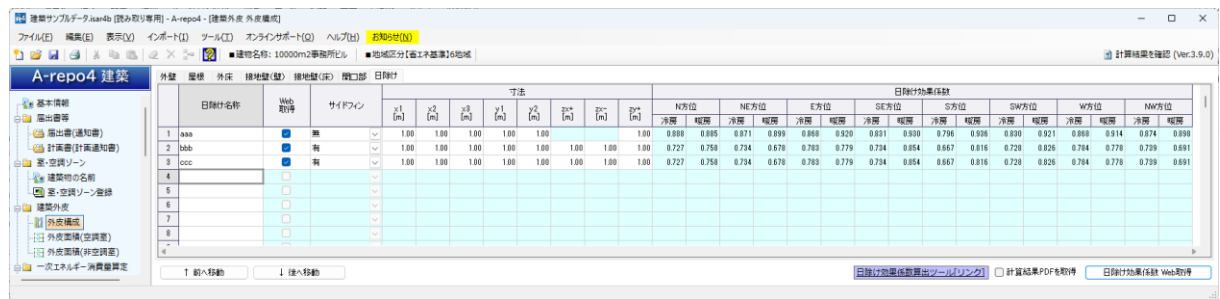 建築サンプルデータ.isar4b [読み取り専用] - A-repo4 - [建築外皮 外皮構成]
ファイル(F) 編集(E) 表示(V) インポート(I) ツール(T) オンラインサポート(O) ヘルプ(H) お知らせ(N)
■建物名称: 10000m2事務所ビル ■地域区分[省エネ基準]6地域 計算結果を確認 (Ver.3.9.0)
A-repo4 建築
基本情報
届出書等
届出書(通知書)
計画書(計画通知書)
室・空調ゾーン
建築物の名前
室・空調ゾーン登録
建築外皮
外皮構成
外皮面積(空調室)
外皮面積(非空調室)
一次エネルギー消費量算定
外壁 屋根 外床 接地壁(壁) 接地壁(床) 開口部 日除け
日除け名称 Web取得 サイドフィン 寸法 日除け効果係数
x1[m] x2[m] x3[m] y1[m] y2[m] zx+[m] zx-[m] zy+[m] N方位 NE方位 E方位 SE方位 S方位 SW方位 W方位 NW方位
冷房 暖房 冷房 暖房 冷房 暖房 冷房 暖房 冷房 暖房 冷房 暖房 冷房 暖房 冷房 暖房
1 aaa 無 1.00 1.00 1.00 1.00 1.00 1.00 0.888 0.885 0.871 0.899 0.868 0.920 0.831 0.930 0.796 0.936 0.830 0.921 0.868 0.914 0.874 0.898
2 bbb 有 1.00 1.00 1.00 1.00 1.00 1.00 1.00 1.00 0.727 0.758 0.734 0.678 0.783 0.779 0.734 0.854 0.667 0.816 0.728 0.826 0.784 0.778 0.739 0.691
3 ccc 有 1.00 1.00 1.00 1.00 1.00 1.00 1.00 1.00 0.727 0.758 0.734 0.678 0.783 0.779 0.734 0.854 0.667 0.816 0.728 0.826 0.784 0.778 0.739 0.691
4
5
6
7
8
↑ 前へ移動 ↓ 後へ移動 日除け効果係数算出ツール[リンク] 計算結果PDFを取得 日除け効果係数 Web取得